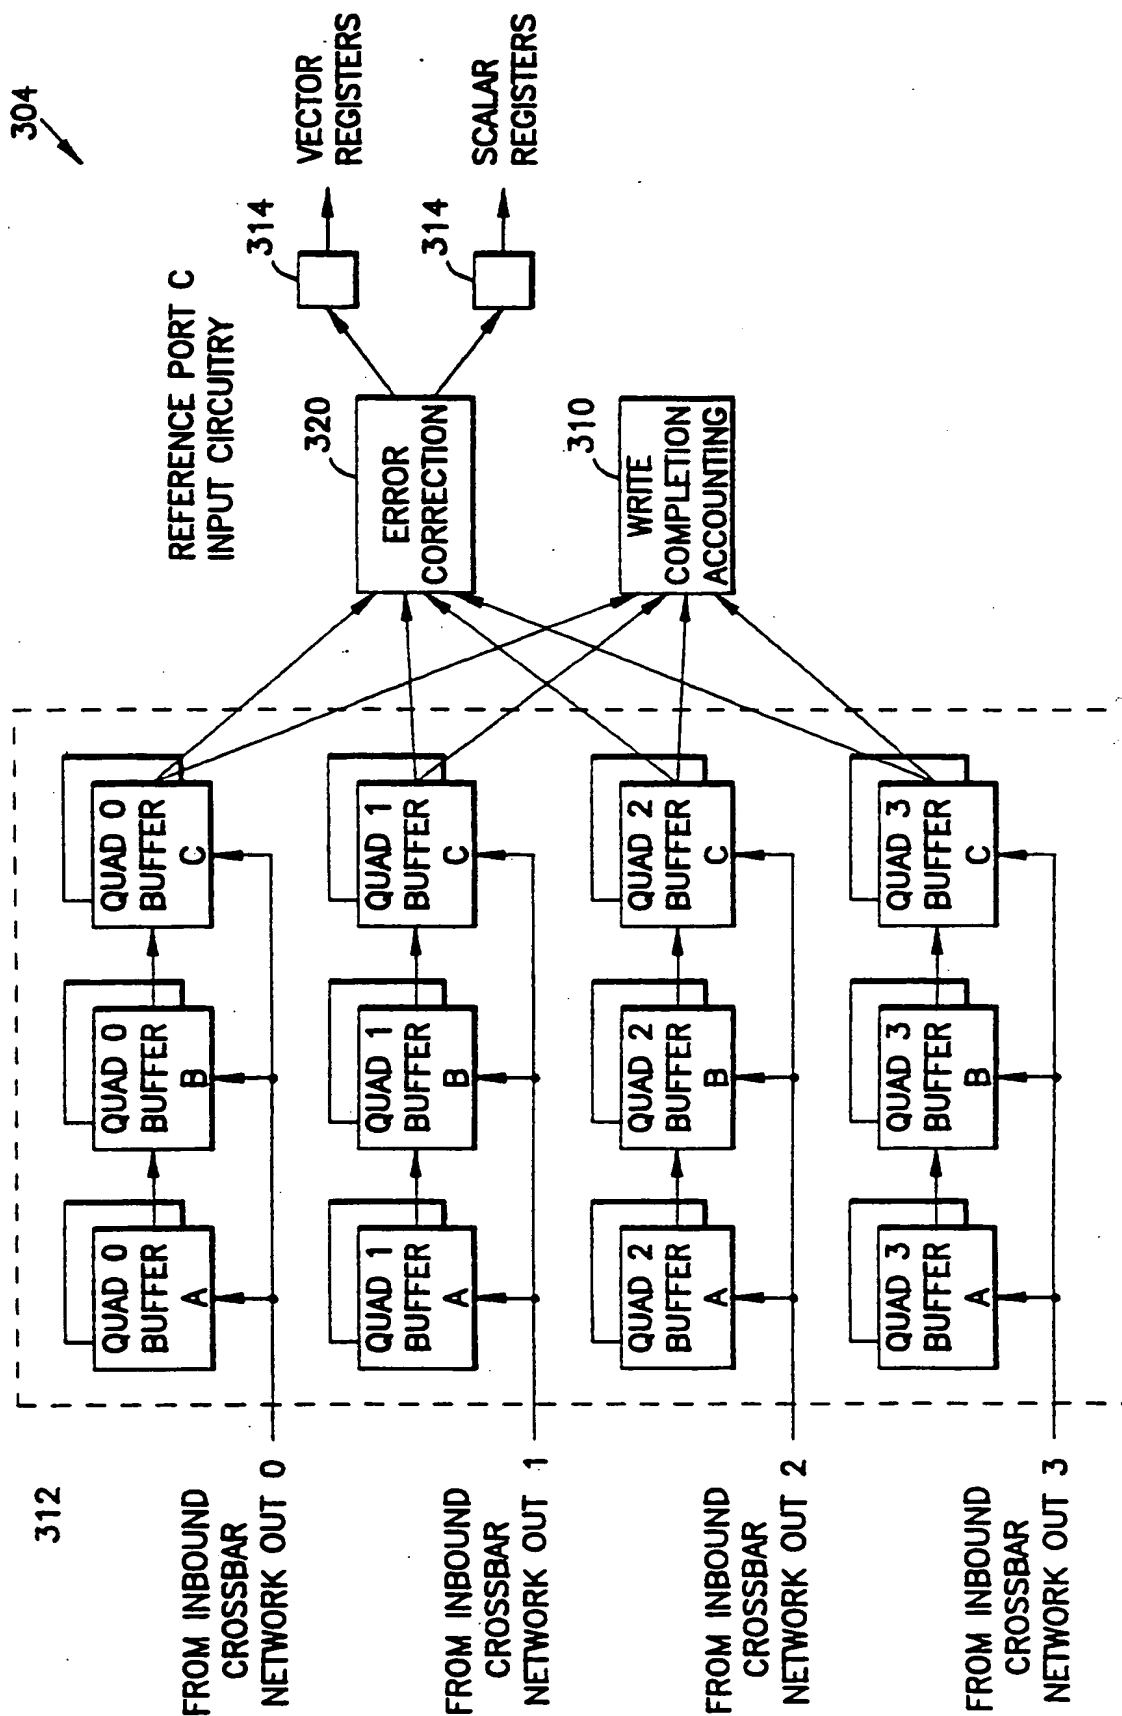 304
REFERENCE PORT C
INPUT CIRCUITRY
312
FROM INBOUND
CROSSBAR
NETWORK OUT 0
QUAD 0
BUFFER
A
QUAD 0
BUFFER
B
QUAD 0
BUFFER
C
FROM INBOUND
CROSSBAR
NETWORK OUT 1
QUAD 1
BUFFER
A
QUAD 1
BUFFER
B
QUAD 1
BUFFER
C
FROM INBOUND
CROSSBAR
NETWORK OUT 2
QUAD 2
BUFFER
A
QUAD 2
BUFFER
B
QUAD 2
BUFFER
C
FROM INBOUND
CROSSBAR
NETWORK OUT 3
QUAD 3
BUFFER
A
QUAD 3
BUFFER
B
QUAD 3
BUFFER
C
320
ERROR
CORRECTION
310
WRITE
COMPLETION
ACCOUNTING
314
VECTOR
REGISTERS
314
SCALAR
REGISTERS